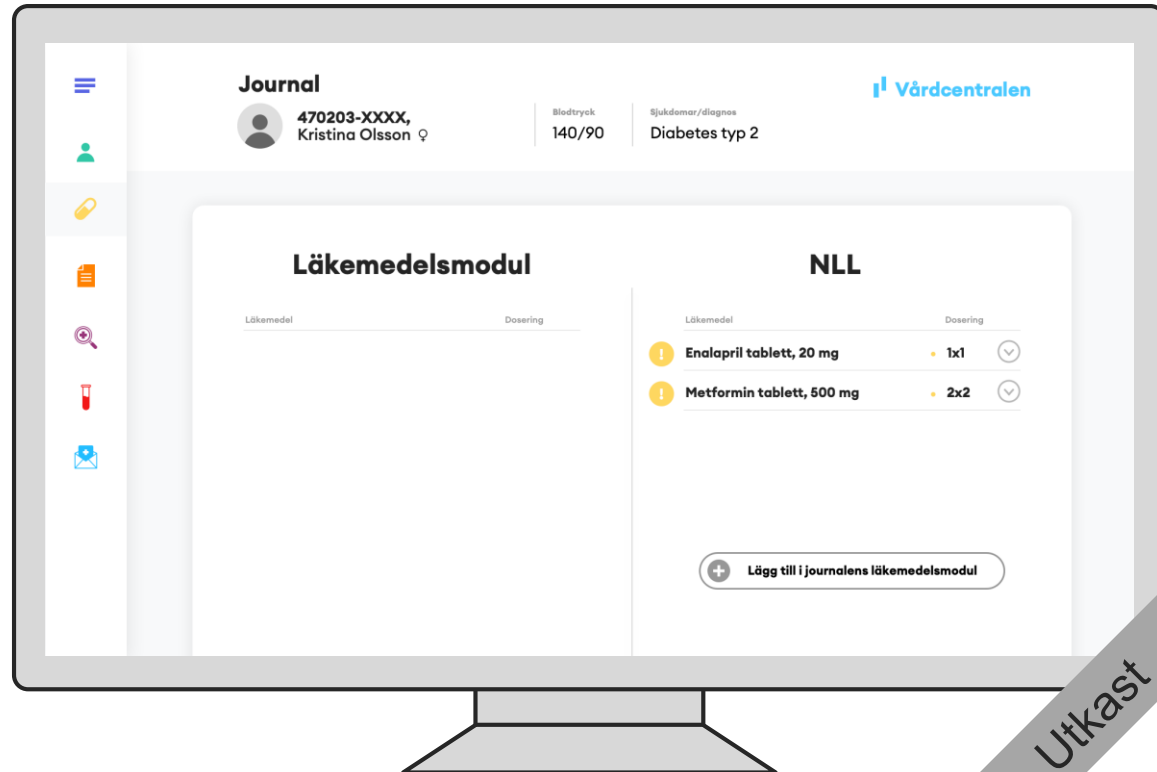 Journal
470203-XXXX,
Kristina Olsson ♀
Blodtryck
140/90
Sjukdomar/diagnos
Diabetes typ 2
Vårdcentralen
Läkemedelsmodul
Läkemedel Dosering
NLL
Läkemedel Dosering
! Enalapril tablett, 20 mg • 1x1
! Metformin tablett, 500 mg • 2x2
Lägg till i journalens läkemedelsmodul
Utkast